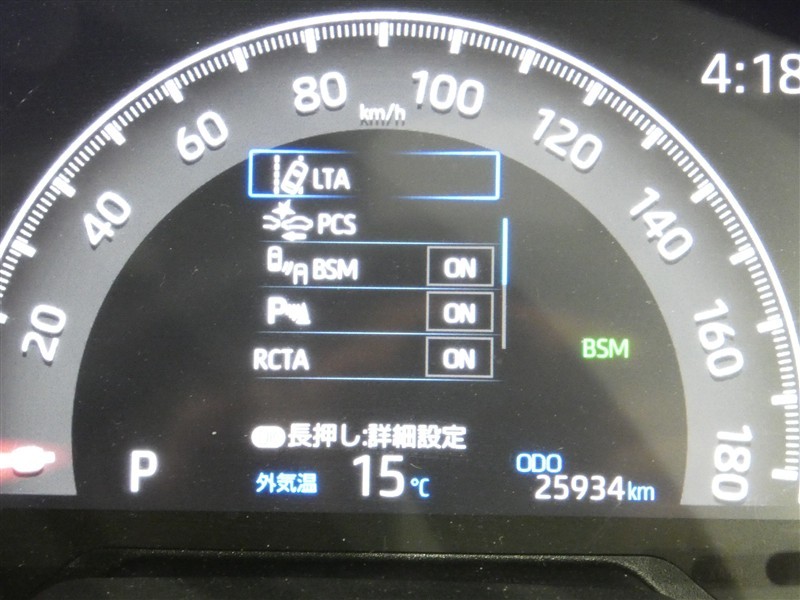 4:18
20
40
60
80
100
120
140
160
180
km/h
LTA
PCS
BSM ON
P ON
RCTA ON
BSM
長押し:詳細設定
P
外気温 15℃
ODO
25934km